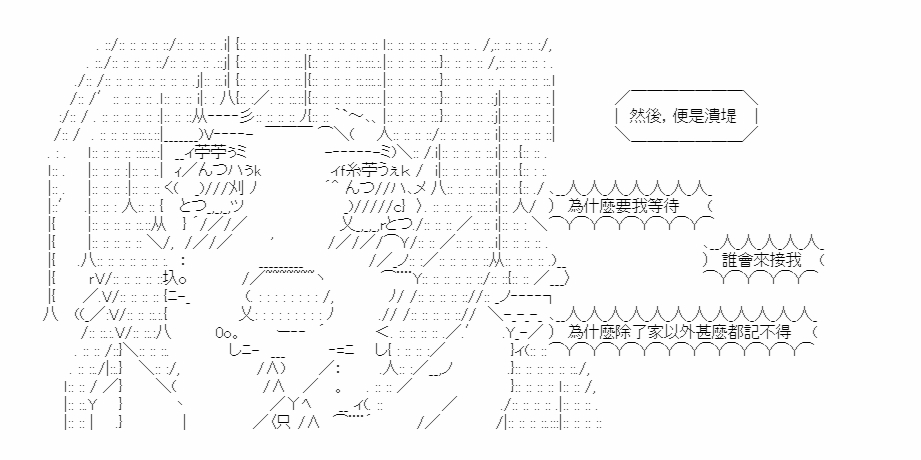 然後，便是潰堤
為什麼要我等待
誰會來接我
為什麼除了家以外甚麼都記不得